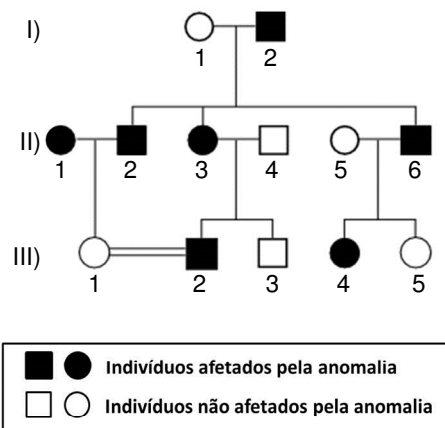 I)
1 2
II)
1 2 3 4 5 6
III)
1 2 3 4 5
Indivíduos afetados pela anomalia
Indivíduos não afetados pela anomalia